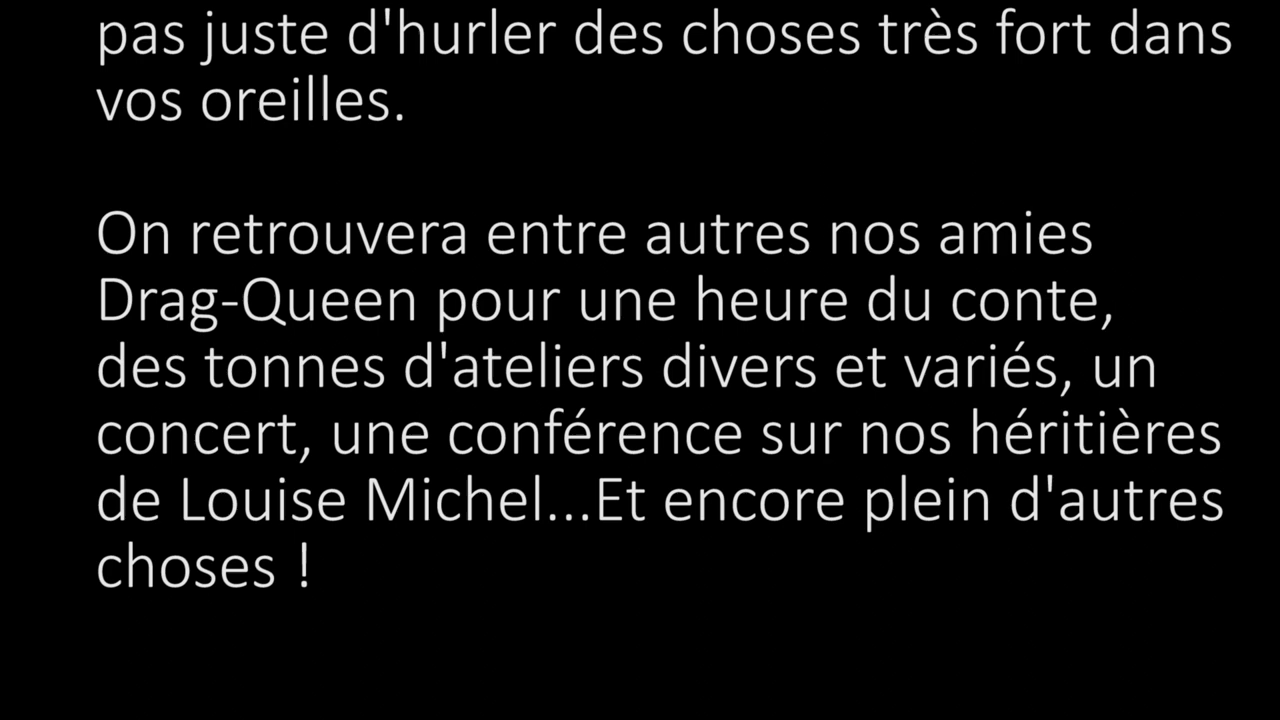 pas juste d'hurler des choses très fort dans
vos oreilles.
On retrouvera entre autres nos amies
Drag-Queen pour une heure du conte,
des tonnes d'ateliers divers et variés, un
concert, une conférence sur nos héritières
de Louise Michel...Et encore plein d'autres
choses !